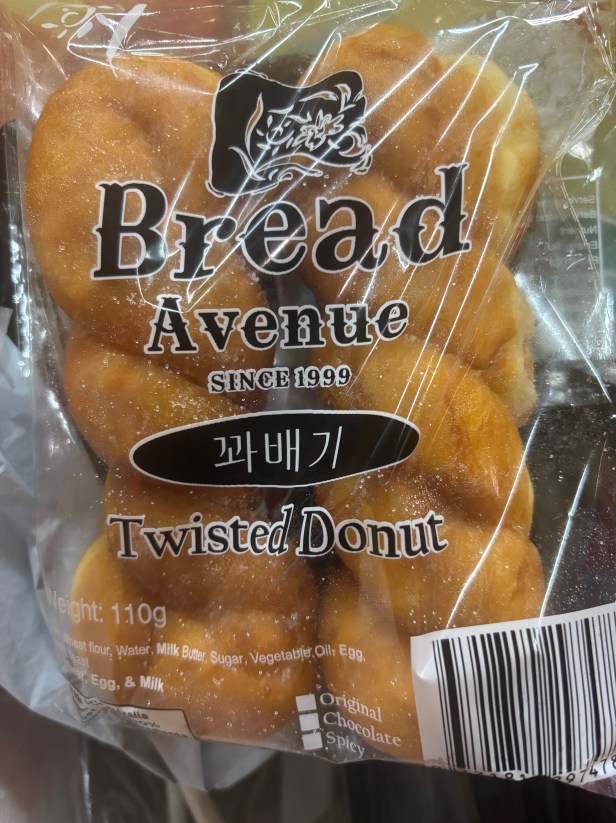 Bread
Avenue
SINCE 1999
꽈배기
Twisted Donut
Weight: 110g
flour, Water, Milk Butter, Sugar, Vegetable Oil, Egg,
Egg, & Milk
Original
Chocolate
Spicy